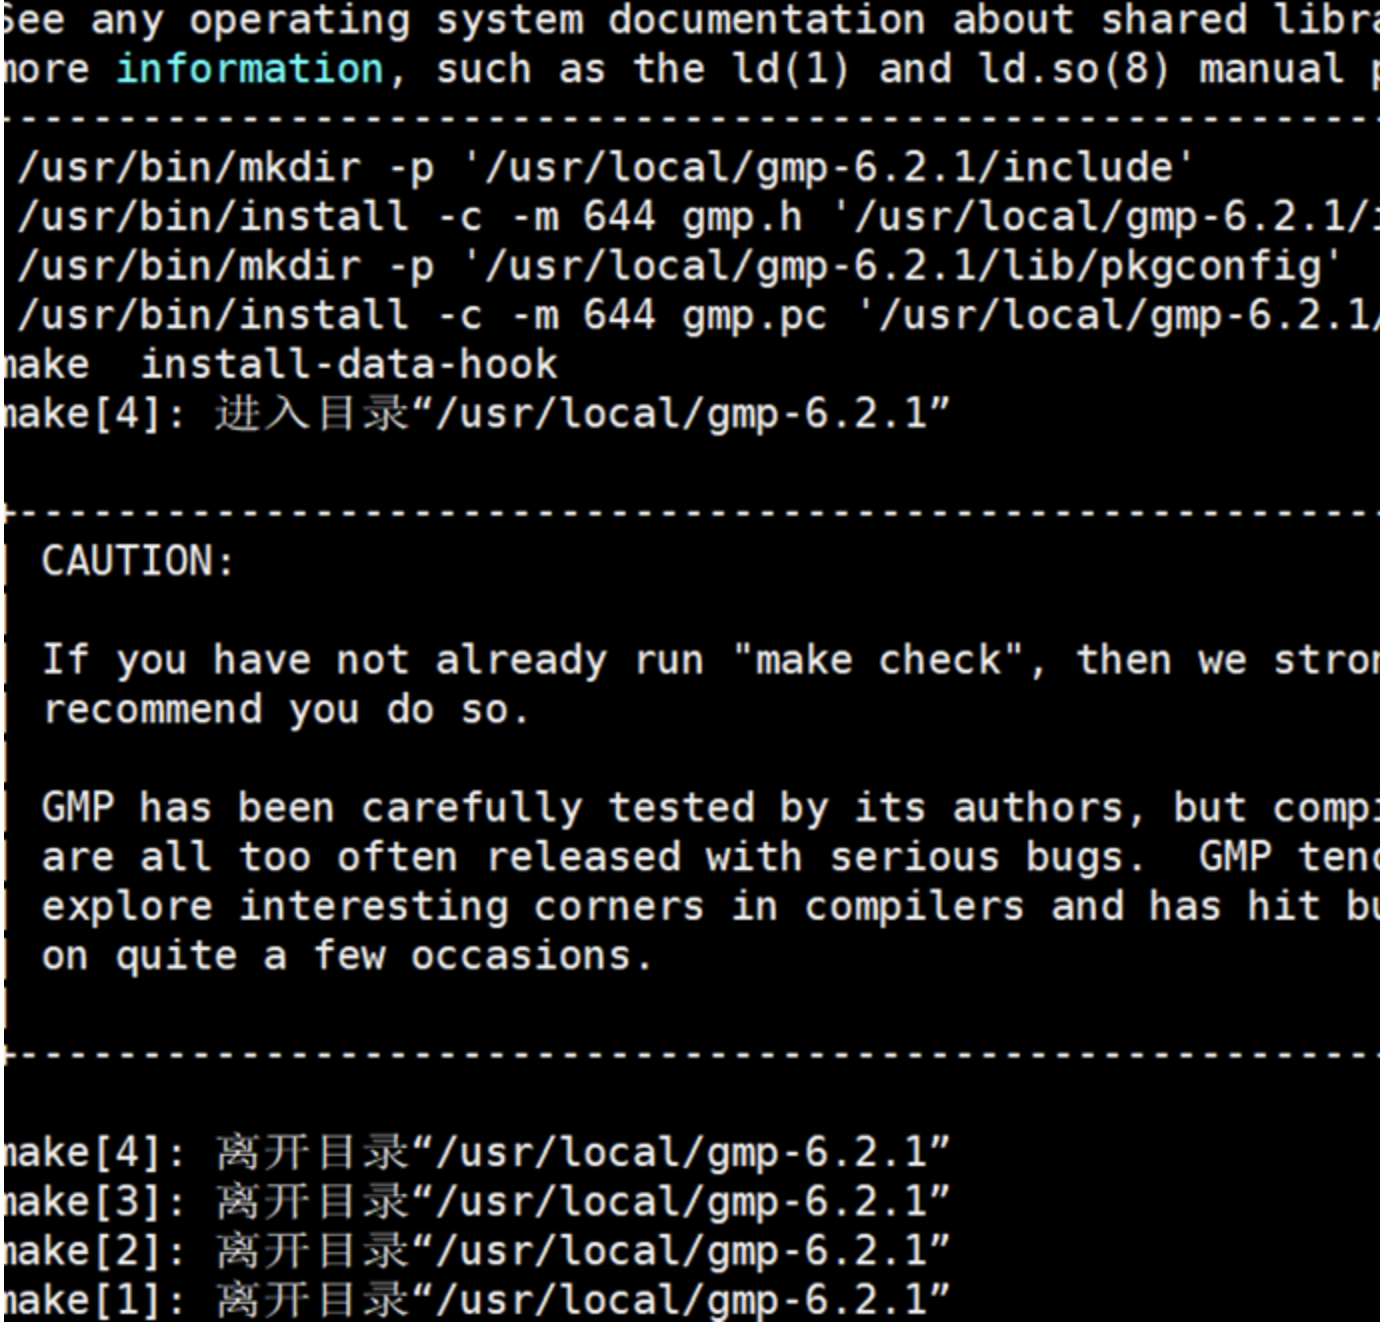 See any operating system documentation about shared
more information, such as the ld(1) and ld.so(8) manual
/usr/bin/mkdir -p '/usr/local/gmp-6.2.1/include'
/usr/bin/install -c -m 644 gmp.h '/usr/local/gmp-6.2.1/
/usr/bin/mkdir -p '/usr/local/gmp-6.2.1/lib/pkgconfig'
/usr/bin/install -c -m 644 gmp.pc '/usr/local/gmp-6.2.1/
make  install-data-hook
make[4]: 进入目录“/usr/local/gmp-6.2.1”
CAUTION:
If you have not already run "make check", then we
recommend you do so.
GMP has been carefully tested by its authors, but
are all too often released with serious bugs.  GMP
explore interesting corners in compilers and has hit
on quite a few occasions.
make[4]: 离开目录“/usr/local/gmp-6.2.1”
make[3]: 离开目录“/usr/local/gmp-6.2.1”
make[2]: 离开目录“/usr/local/gmp-6.2.1”
make[1]: 离开目录“/usr/local/gmp-6.2.1”